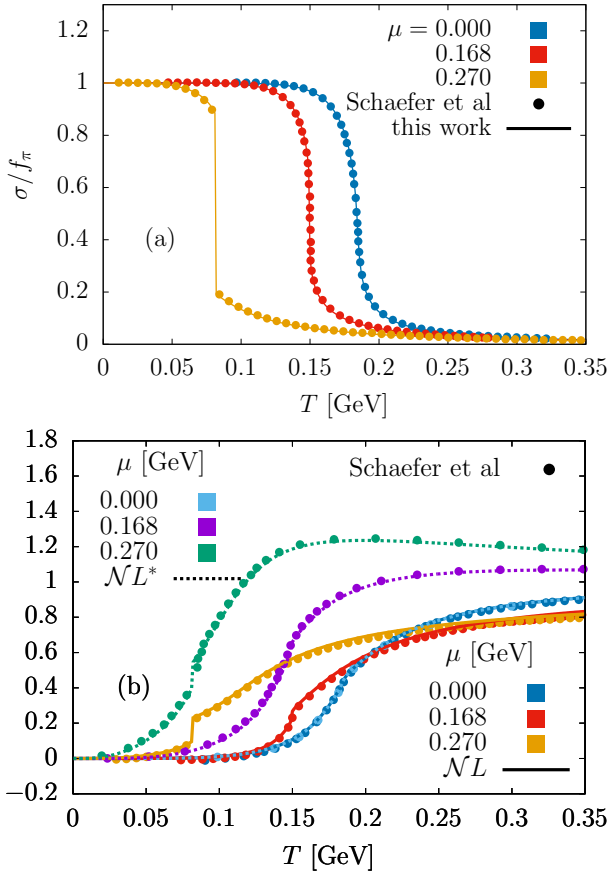 1.2
1
0.8
0.6
0.4
0.2
0
σ/fπ
μ = 0.000
0.168
0.270
Schaefer et al
this work
(a)
0 0.05 0.1 0.15 0.2 0.25 0.3 0.35
T [GeV]
1.8
1.6
1.4
1.2
1
0.8
0.6
0.4
0.2
0
−0.2
μ [GeV]
0.000
0.168
0.270
𝒩L*
Schaefer et al
(b)
μ [GeV]
0.000
0.168
0.270
𝒩L
0 0.05 0.1 0.15 0.2 0.25 0.3 0.35
T [GeV]